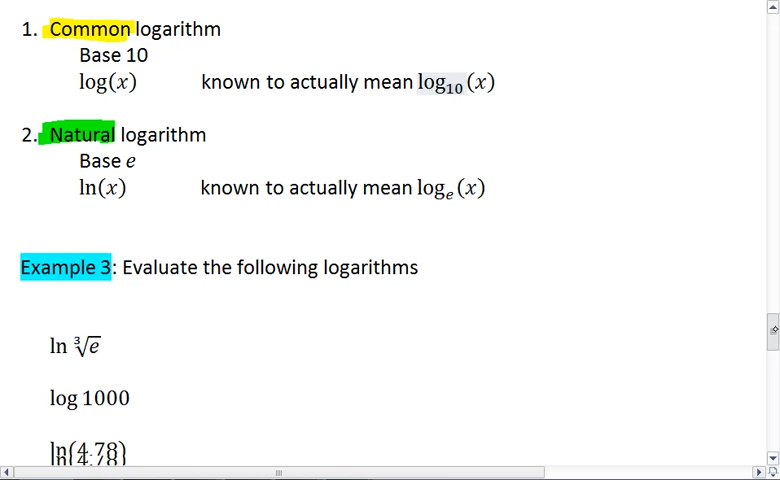 1. Common logarithm
Base 10
log(x) known to actually mean log₁₀(x)
2. Natural logarithm
Base e
ln(x) known to actually mean logₑ(x)
Example 3: Evaluate the following logarithms
ln ∛e
log 1000
ln(4.78)